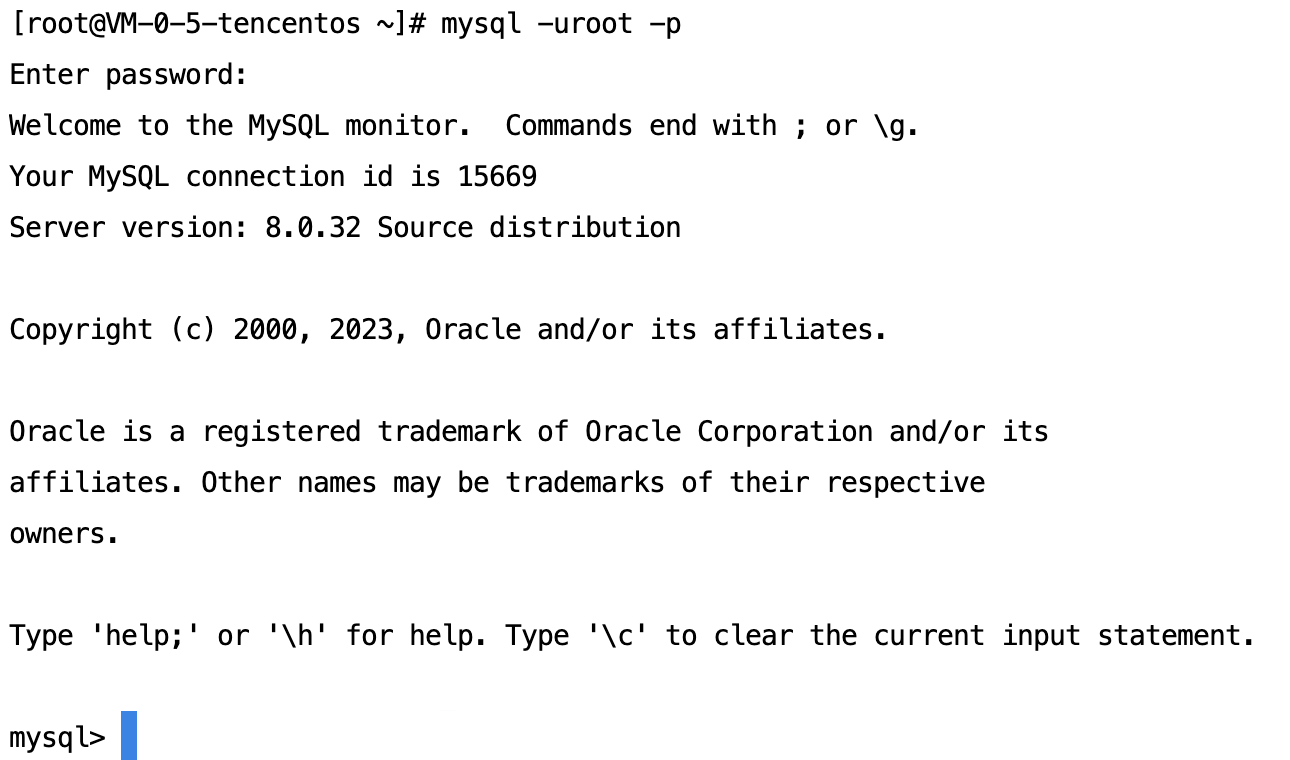 [root@VM-0-5-tencentos ~]# mysql -uroot -p
Enter password:
Welcome to the MySQL monitor.  Commands end with ; or \g.
Your MySQL connection id is 15669
Server version: 8.0.32 Source distribution
Copyright (c) 2000, 2023, Oracle and/or its affiliates.
Oracle is a registered trademark of Oracle Corporation and/or its
affiliates. Other names may be trademarks of their respective
owners.
Type 'help;' or '\h' for help. Type '\c' to clear the current input statement.
mysql>